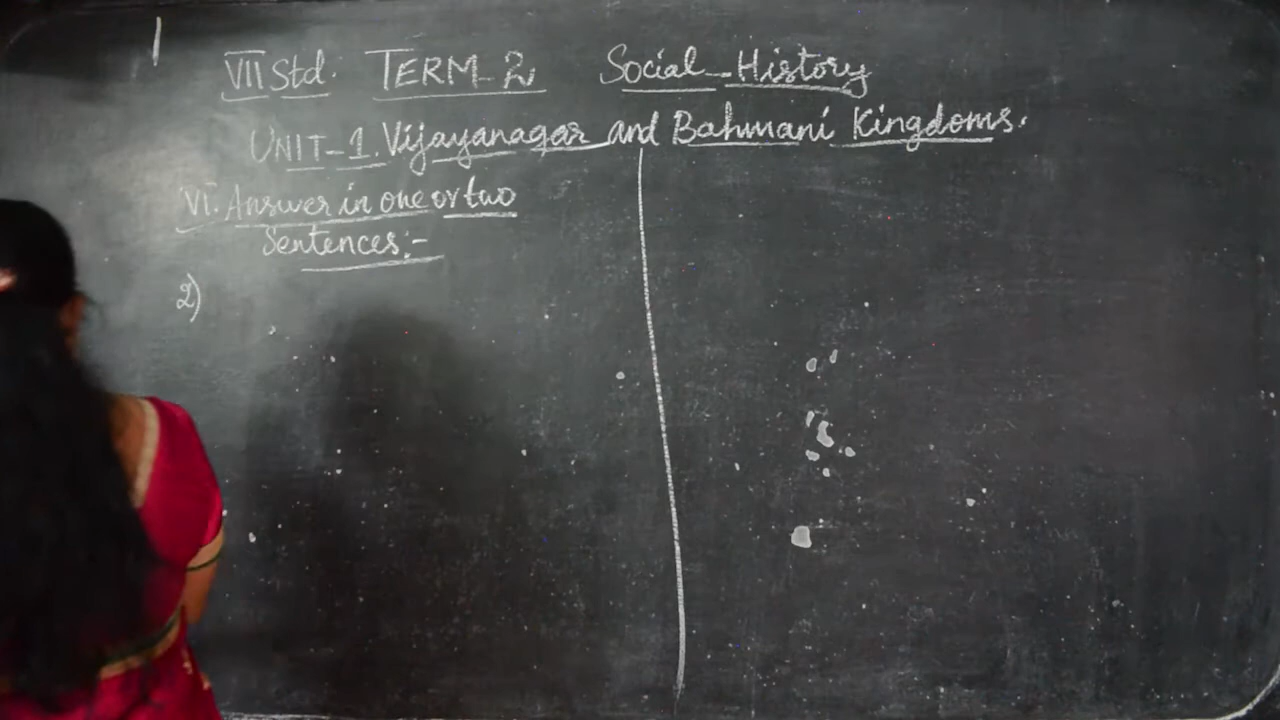 VII Std. TERM-2 Social-History
UNIT-1. Vijayanagar and Bahmani Kingdoms.
VI. Answer in one or two
Sentences:-
2)